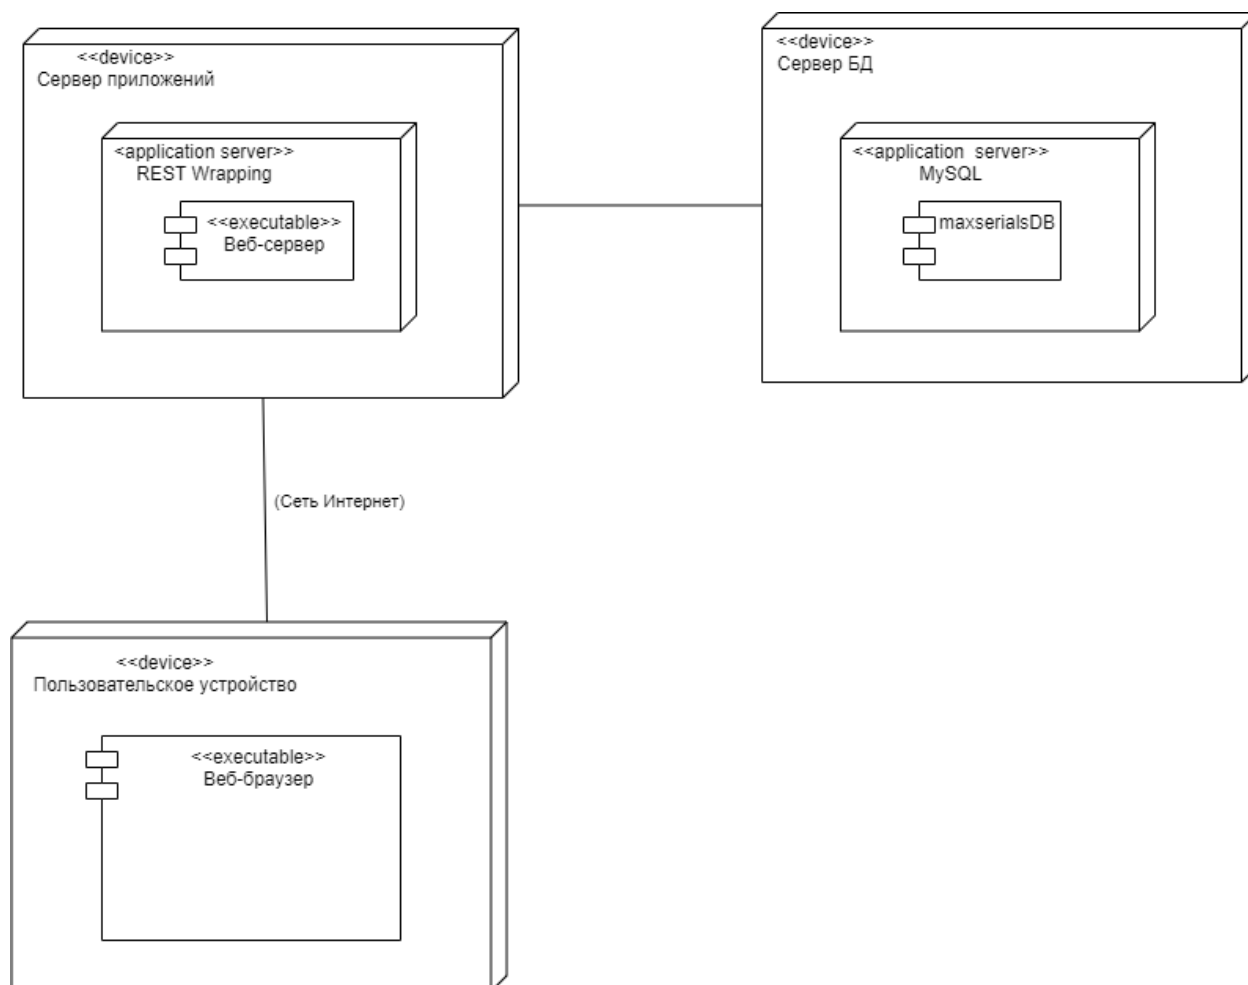 <<device>>
Сервер приложений
<application server>>
REST Wrapping
<<executable>>
Веб-сервер
<<device>>
Сервер БД
<<application  server>>
MySQL
maxserialsDB
(Сеть Интернет)
<<device>>
Пользовательское устройство
<<executable>>
Веб-браузер